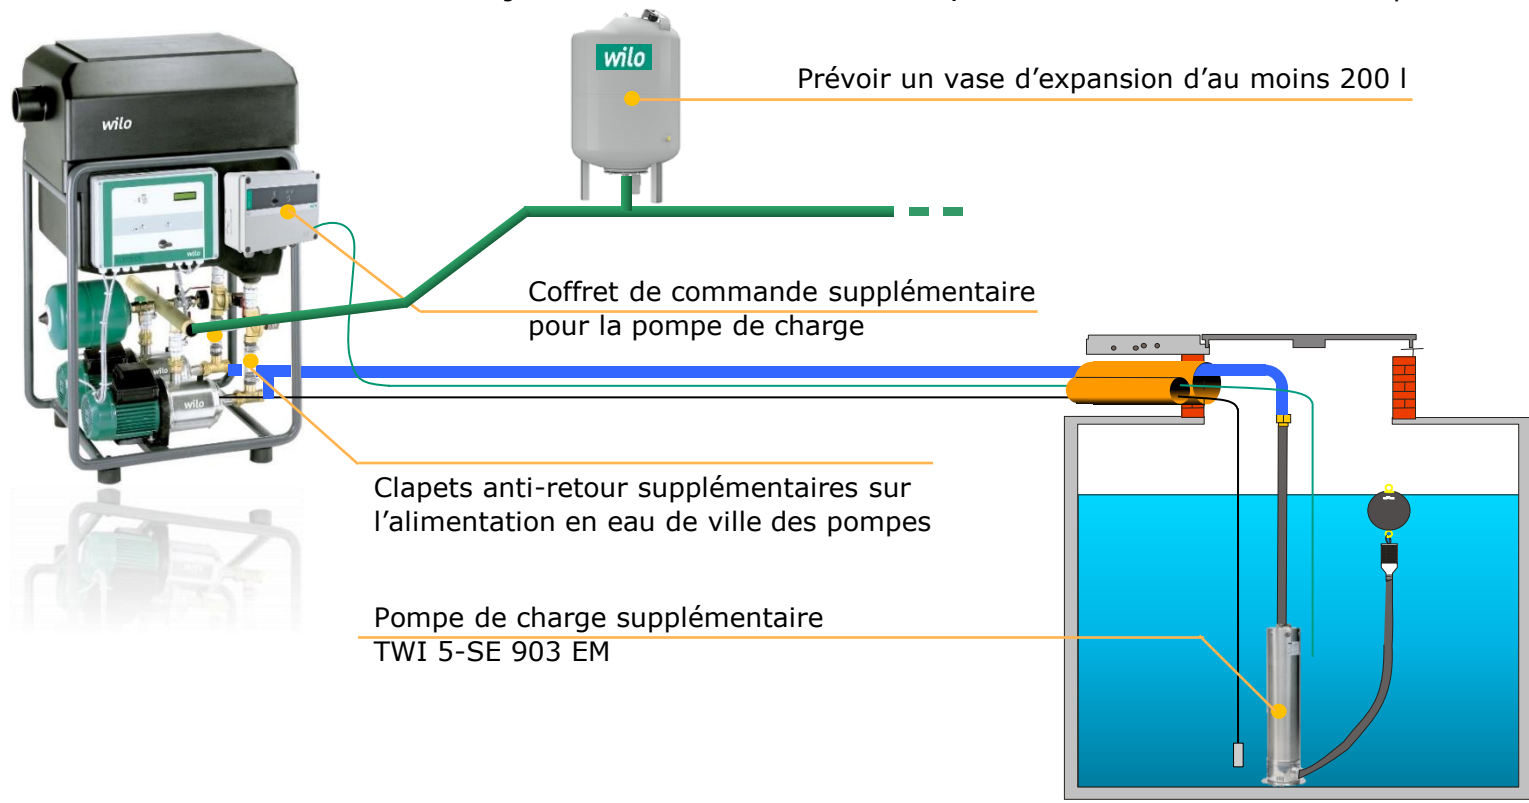 wilo
Prévoir un vase d’expansion d’au moins 200 l
wilo
wilo
Coffret de commande supplémentaire
pour la pompe de charge
wilo
wilo
Clapets anti-retour supplémentaires sur
l’alimentation en eau de ville des pompes
Pompe de charge supplémentaire
TWI 5-SE 903 EM